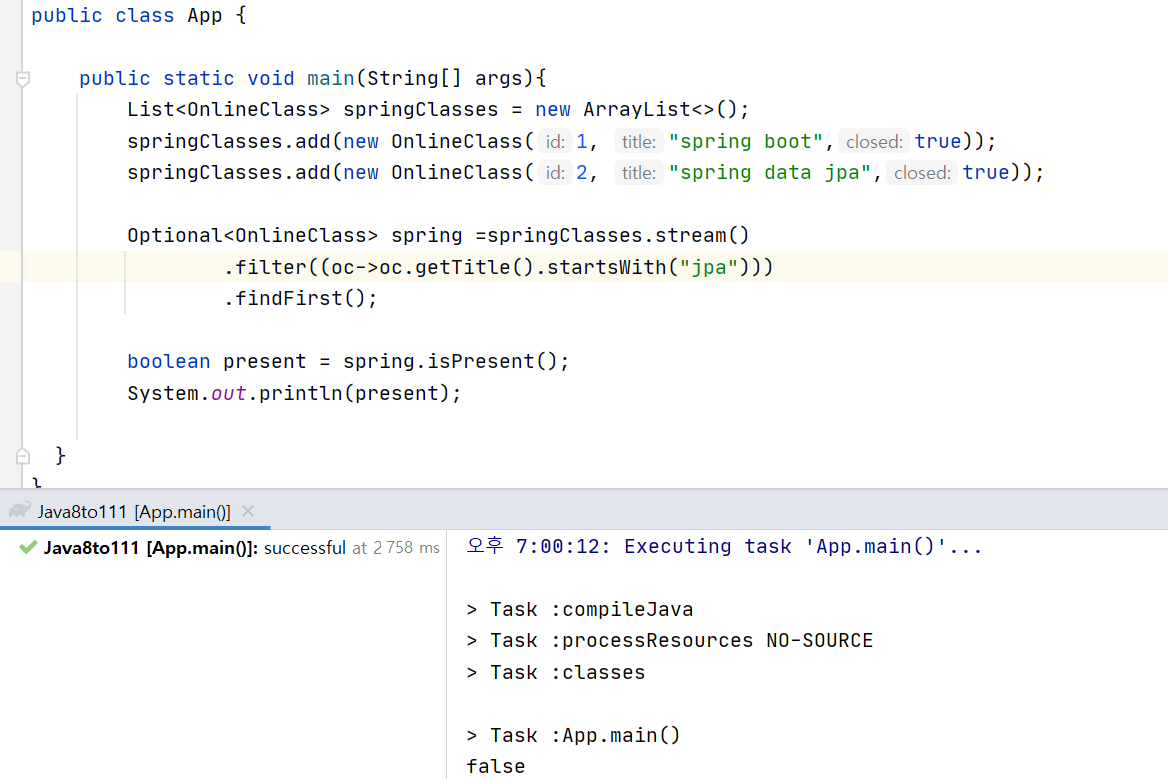 public class App {
public static void main(String[] args){
List<OnlineClass> springClasses = new ArrayList<>();
springClasses.add(new OnlineClass( id: 1, title: "spring boot", closed: true));
springClasses.add(new OnlineClass( id: 2, title: "spring data jpa", closed: true));
Optional<OnlineClass> spring =springClasses.stream()
.filter((oc->oc.getTitle().startsWith("jpa")))
.findFirst();
boolean present = spring.isPresent();
System.out.println(present);
}
}
Java8to111 [App.main()] ×
Java8to111 [App.main()]: successful at 2 758 ms
오후 7:00:12: Executing task 'App.main()'...
> Task :compileJava
> Task :processResources NO-SOURCE
> Task :classes
> Task :App.main()
false